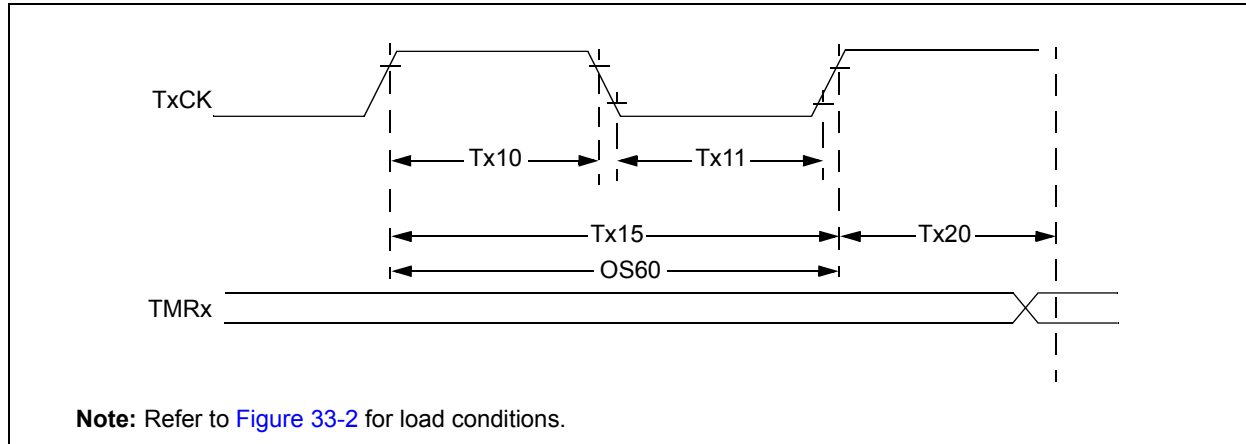 TxCK
Tx10
Tx11
Tx15
Tx20
OS60
TMRx
Note: Refer to Figure 33-2 for load conditions.